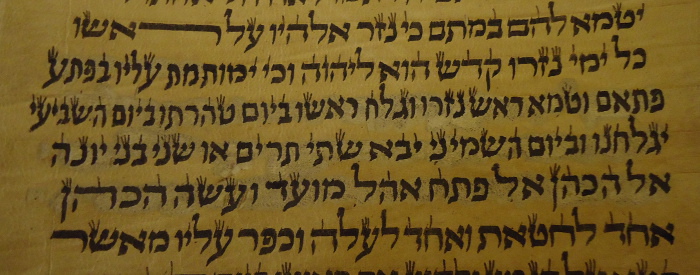 יטמא להם במתם כי נזר אלהיו על ראשו
כל ימי נזרו קדש הוא ליהוה וכי ימות מת עליו בפתע
פתאם וטמא ראש נזרו וגלח ראשו ביום טהרתו ביום השביעי
יגלחנו וביום השמיני יבא שתי תרים או שני בני יונה
אל הכהן אל פתח אהל מועד ועשה הכהן
אחד לחטאת ואחד לעלה וכפר עליו מאשר